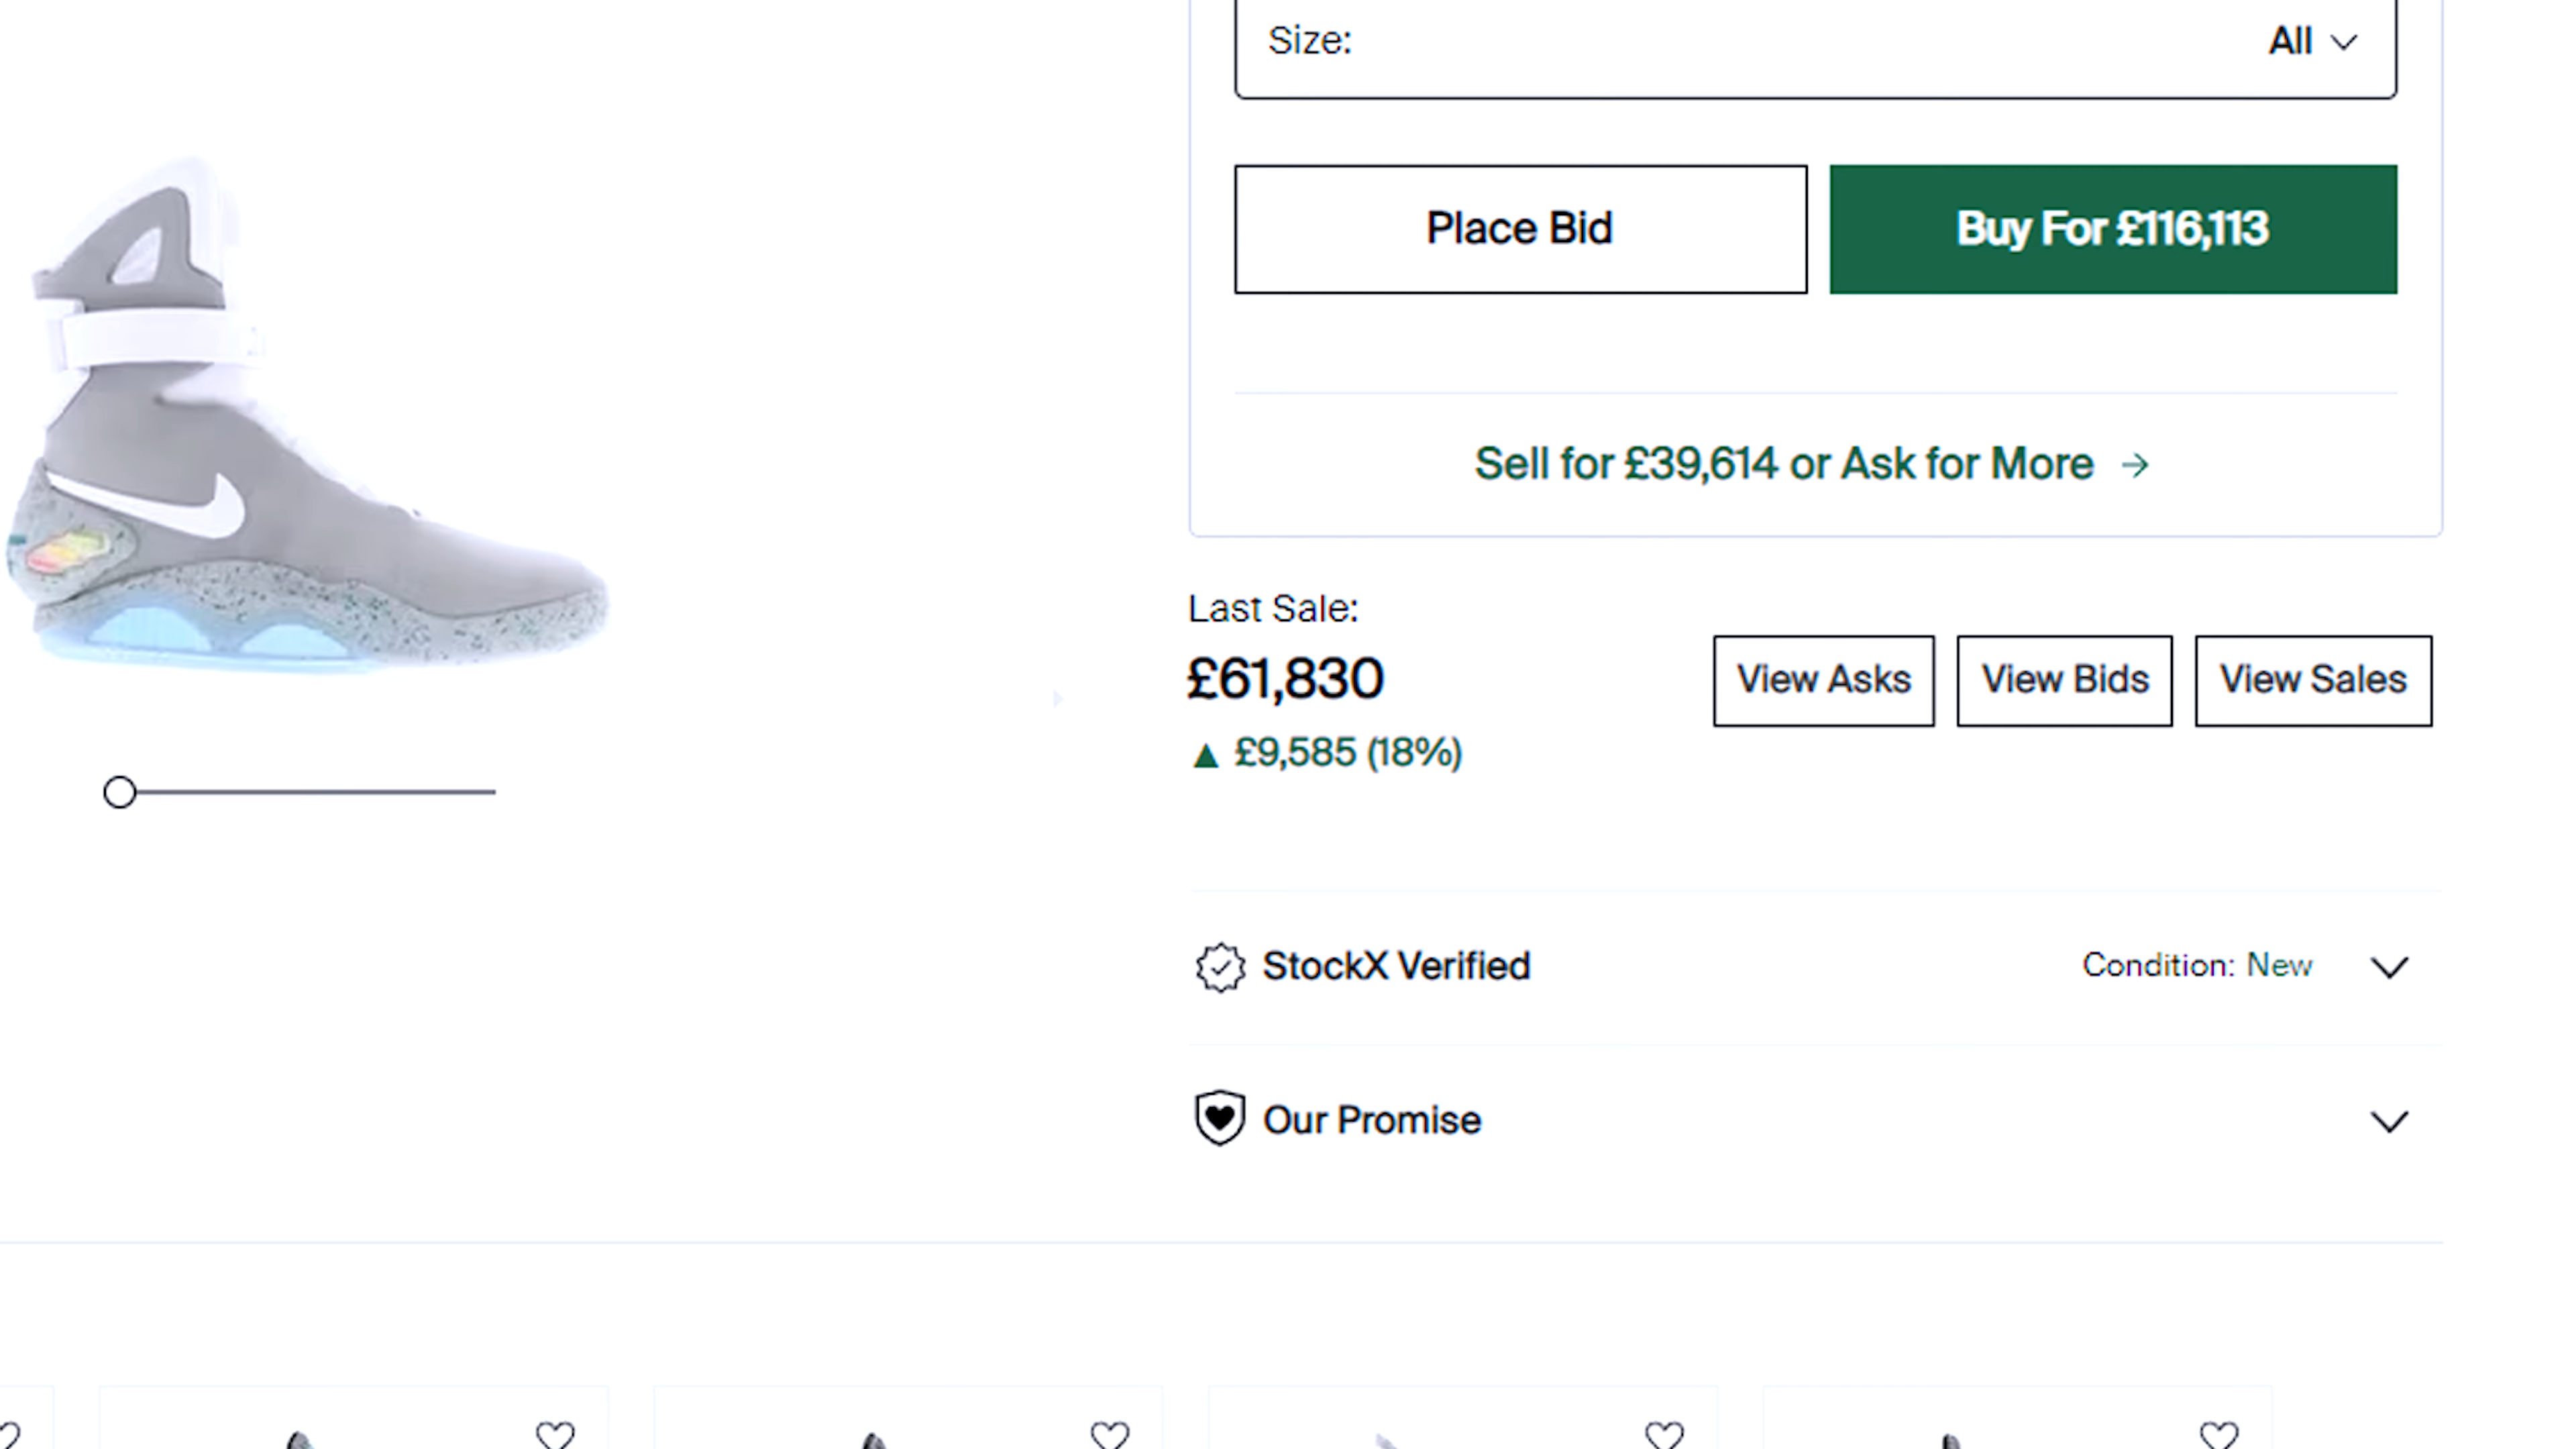 Size:
All
Place Bid
Buy For £116,113
Sell for £39,614 or Ask for More →
Last Sale:
£61,830
▲ £9,585 (18%)
View Asks
View Bids
View Sales
StockX Verified
Condition: New
Our Promise